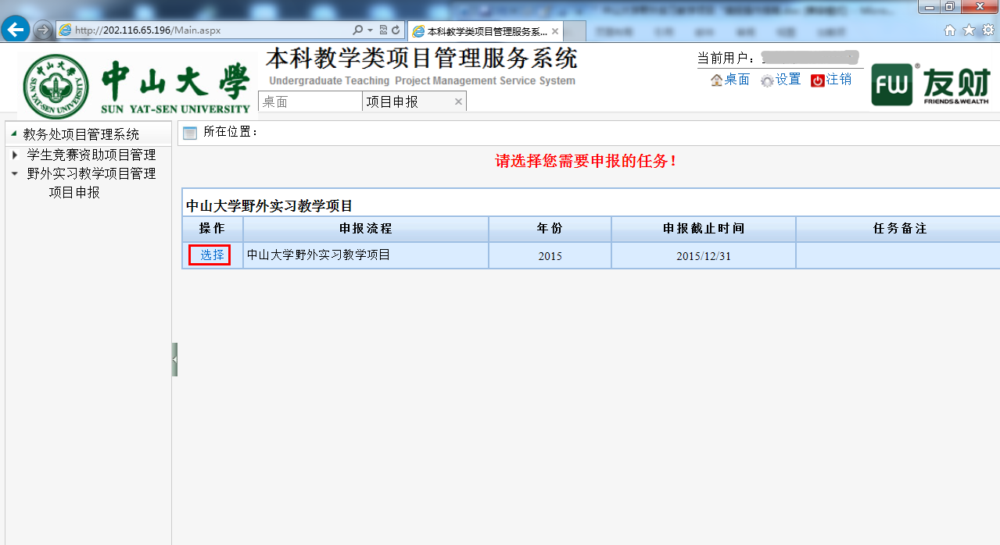 http://202.116.65.196/Main.aspx
本科教学类项目管理服务系...
中山大學
SUN YAT-SEN UNIVERSITY
本科教学类项目管理服务系统
Undergraduate Teaching Project Management Service System
桌面
项目申报
当前用户：
桌面 设置 注销
FW 友财
FRIENDS & WEALTH
教务处项目管理系统
学生竞赛资助项目管理
野外实习教学项目管理
项目申报
所在位置：
请选择您需要申报的任务！
中山大学野外实习教学项目
操作 申报流程 年份 申报截止时间 任务备注
选择 中山大学野外实习教学项目 2015 2015/12/31